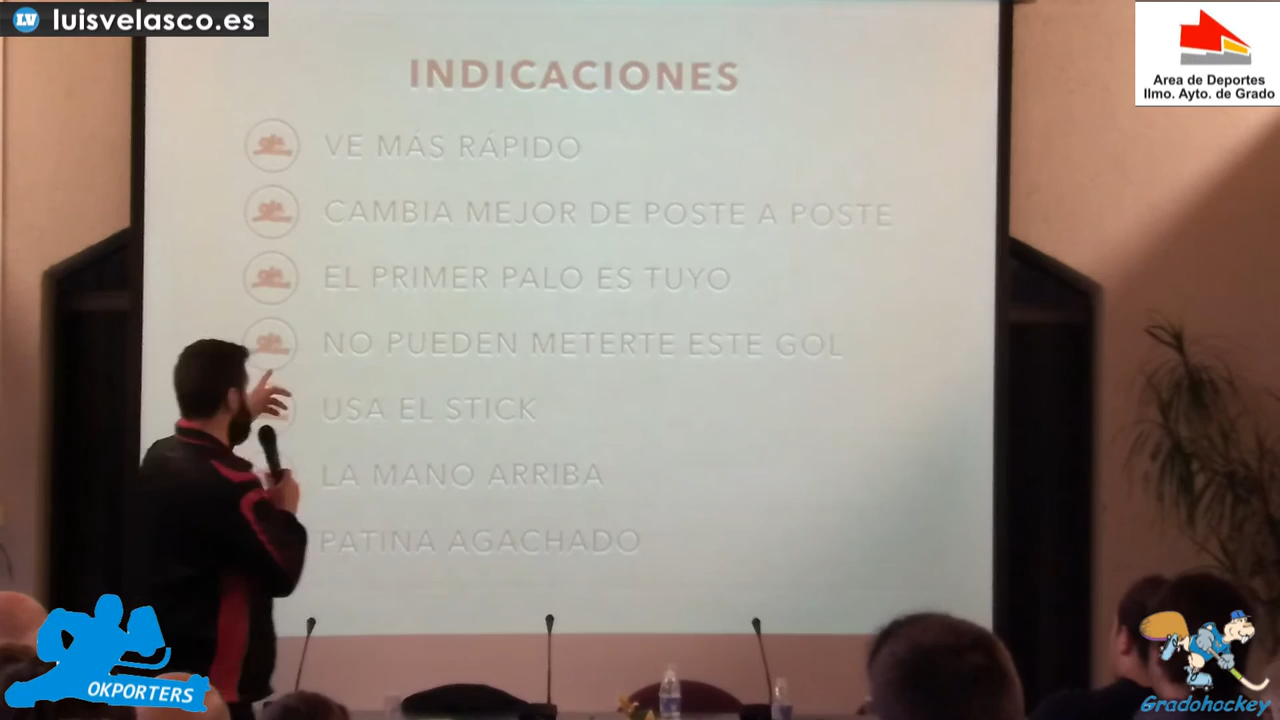 LV luisvelasco.es
Area de Deportes
Ilmo. Ayto. de Grado
INDICACIONES
VE MÁS RÁPIDO
CAMBIA MEJOR DE POSTE A POSTE
EL PRIMER PALO ES TUYO
NO PUEDEN METERTE ESTE GOL
USA EL STICK
LA MANO ARRIBA
PATINA AGACHADO
OKPORTERS
Gradohockey